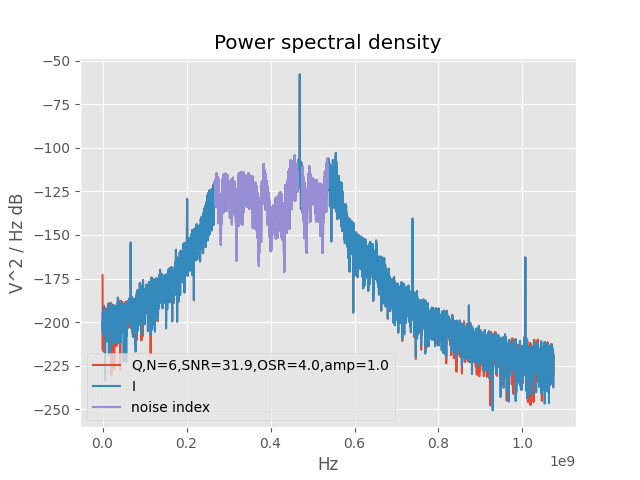 Power spectral density
−50
−75
−100
−125
−150
−175
−200
−225
−250
V^2 / Hz dB
Q,N=6,SNR=31.9,OSR=4.0,amp=1.0
I
noise index
0.0 0.2 0.4 0.6 0.8 1.0
1e9
Hz